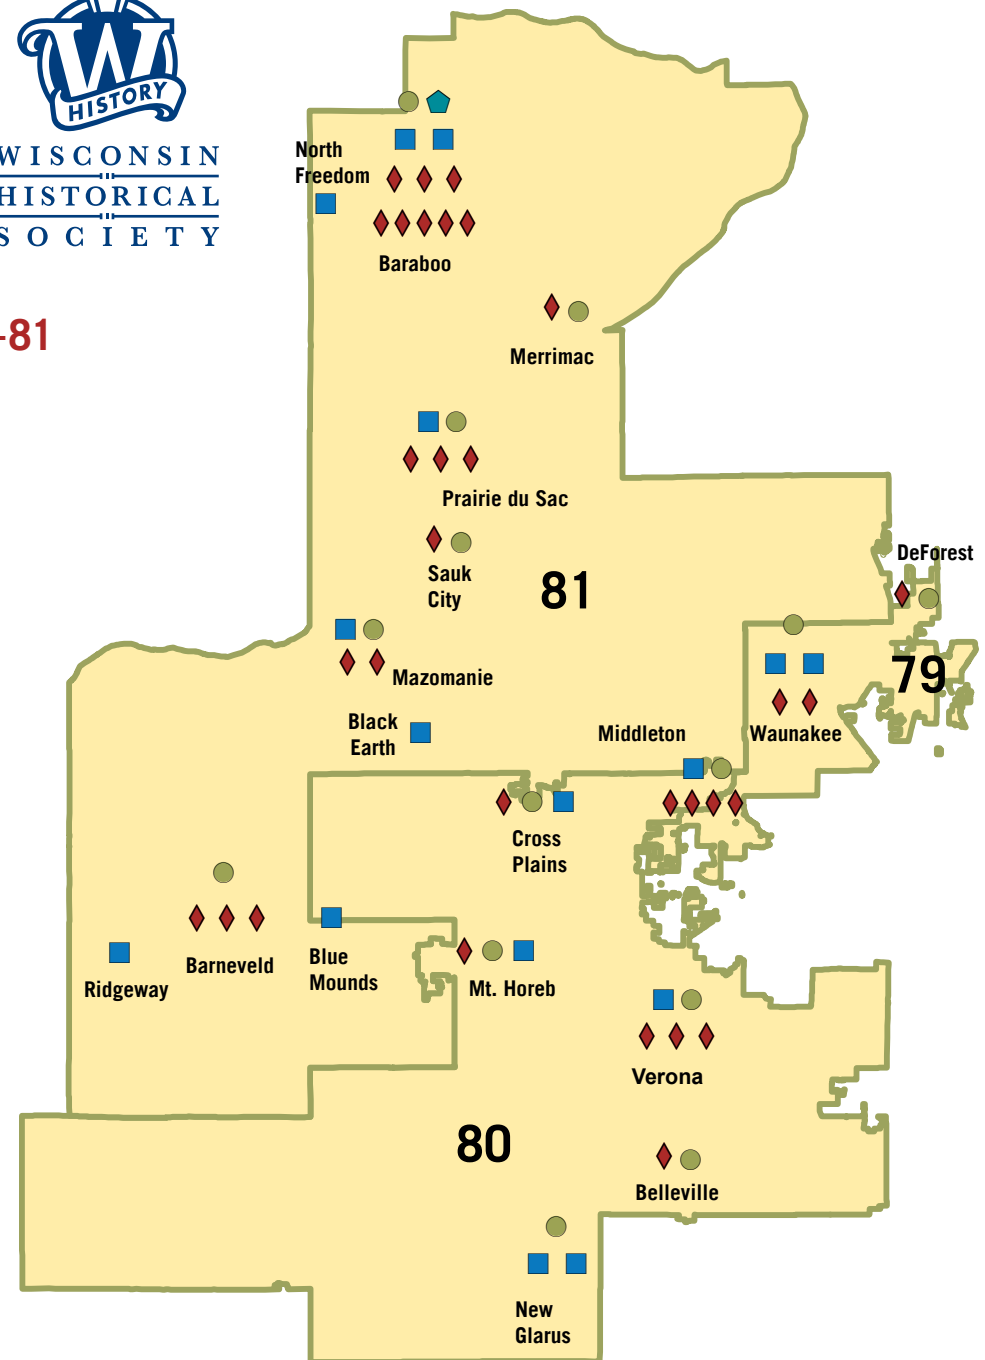 W
HISTORY
WISCONSIN
HISTORICAL
SOCIETY
-81
North
Freedom
Baraboo
Merrimac
Prairie du Sac
Sauk
City
81
DeForest
79
Mazomanie
Black
Earth
Middleton
Waunakee
Cross
Plains
Barneveld
Ridgeway
Blue
Mounds
Mt. Horeb
Verona
80
Belleville
New
Glarus